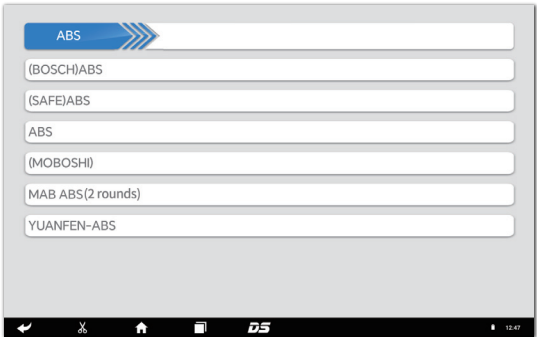 ABS
(BOSCH)ABS
(SAFE)ABS
ABS
(MOBOSHI)
MAB ABS(2 rounds)
YUANFEN-ABS
DS
12:47